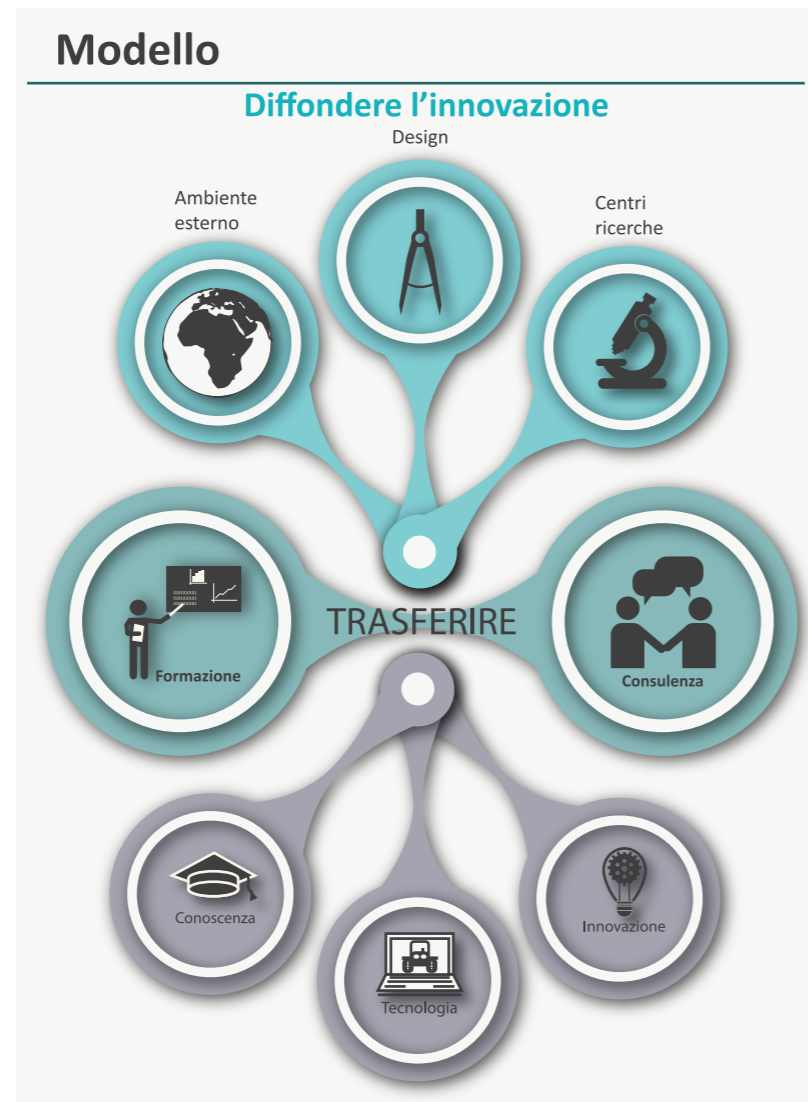 Modello
Diffondere l’innovazione
Design
Ambiente
esterno
Centri
ricerche
TRASFERIRE
Formazione
Consulenza
Conoscenza
Innovazione
Tecnologia